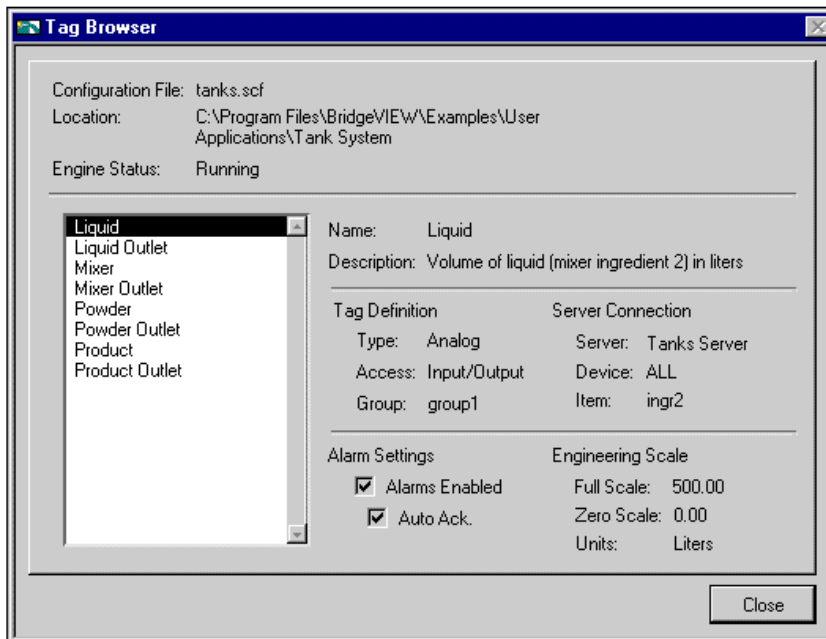 Tag Browser
Configuration File: tanks.scf
Location: C:\Program Files\BridgeVIEW\Examples\User
Applications\Tank System
Engine Status: Running
Liquid
Liquid Outlet
Mixer
Mixer Outlet
Powder
Powder Outlet
Product
Product Outlet
Name: Liquid
Description: Volume of liquid (mixer ingredient 2) in liters
Tag Definition
Type: Analog
Access: Input/Output
Group: group1
Server Connection
Server: Tanks Server
Device: ALL
Item: ingr2
Alarm Settings
Alarms Enabled
Auto Ack.
Engineering Scale
Full Scale: 500.00
Zero Scale: 0.00
Units: Liters
Close